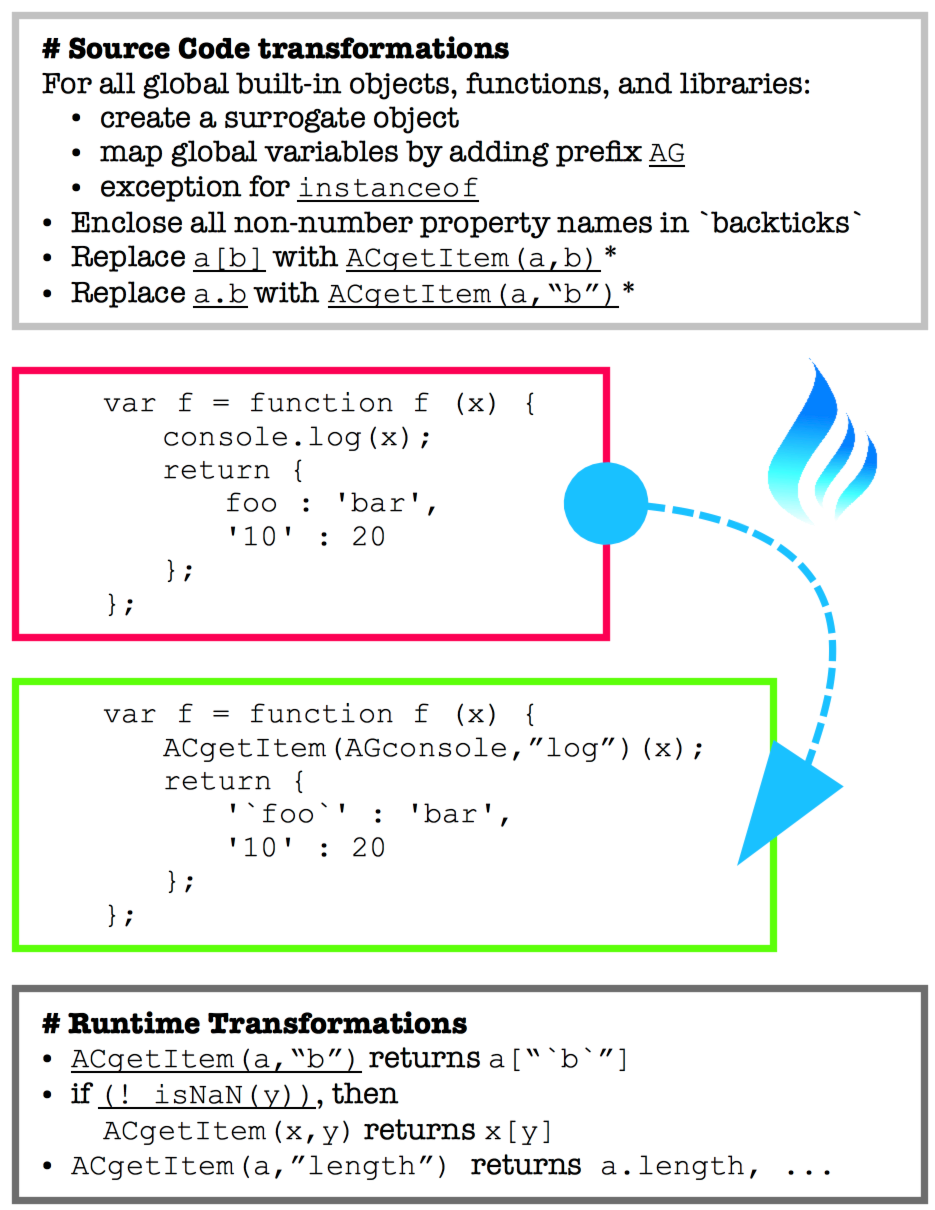 # Source Code transformations
For all global built-in objects, functions, and libraries:
• create a surrogate object
• map global variables by adding prefix AG
• exception for instanceof
• Enclose all non-number property names in `backticks`
• Replace a[b] with ACgetItem(a,b)*
• Replace a.b with ACgetItem(a,“b”)*
var f = function f (x) {
console.log(x);
return {
foo : 'bar',
'10' : 20
};
};
var f = function f (x) {
ACgetItem(AGconsole,”log”)(x);
return {
'`foo`' : 'bar',
'10' : 20
};
};
# Runtime Transformations
• ACgetItem(a,“b”) returns a[“`b`”]
• if (! isNaN(y)), then
ACgetItem(x,y) returns x[y]
• ACgetItem(a,”length”) returns a.length, ...